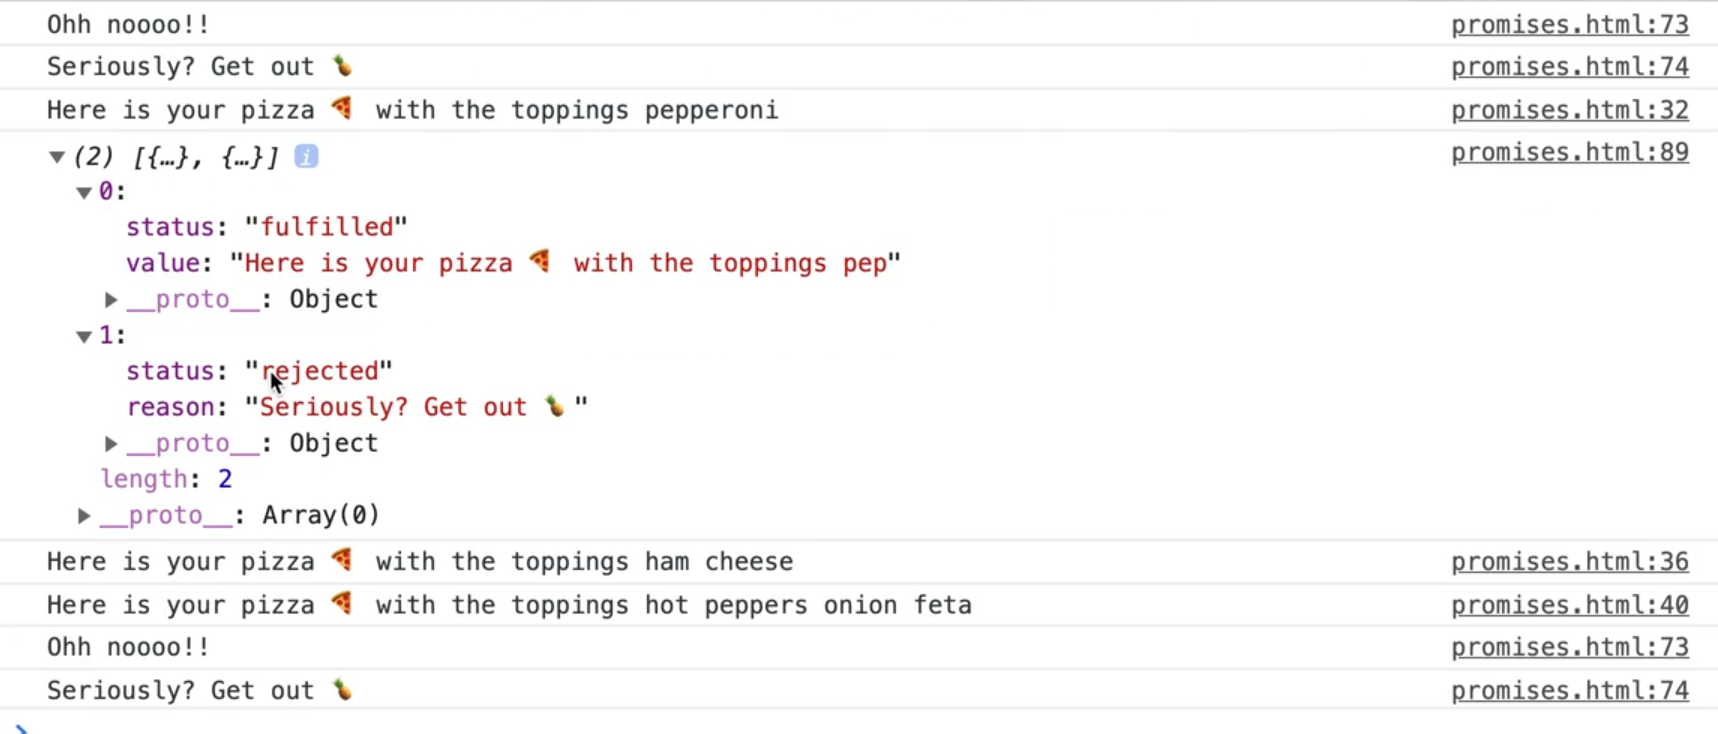 Ohh noooo!! promises.html:73
Seriously? Get out 🍍 promises.html:74
Here is your pizza 🍕 with the toppings pepperoni promises.html:32
▼(2) [{…}, {…}] i promises.html:89
▼0:
status: "fulfilled"
value: "Here is your pizza 🍕 with the toppings pep"
▶__proto__: Object
▼1:
status: "rejected"
reason: "Seriously? Get out 🍍 "
▶__proto__: Object
length: 2
▶__proto__: Array(0)
Here is your pizza 🍕 with the toppings ham cheese promises.html:36
Here is your pizza 🍕 with the toppings hot peppers onion feta promises.html:40
Ohh noooo!! promises.html:73
Seriously? Get out 🍍 promises.html:74